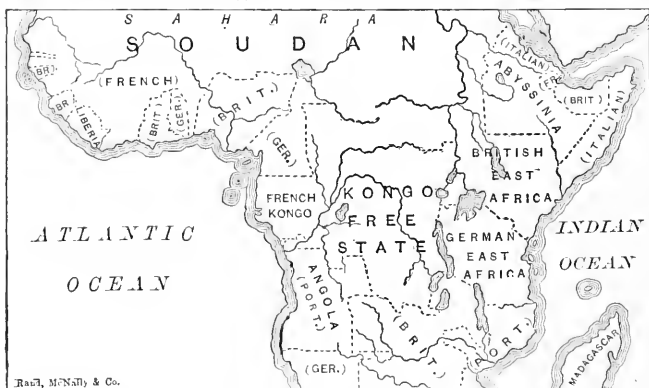 SAHARA
SOUDAN
(BR.)
(FRENCH)
(BRIT.)
(ITALIAN)
ABYSSINIA
(BRIT)
(ITALIAN)
(BR.)
LIBERIA
(BRIT)
(GER.)
(GER.)
BRITISH
EAST
AFRICA
FRENCH
KONGO
KONGO
FREE
STATE
GERMAN
EAST
AFRICA
ATLANTIC
OCEAN
INDIAN
OCEAN
ANGOLA
(PORT.)
(BRIT.)
PORT.
(GER.)
MADAGASCAR
Rand, McNally & Co.